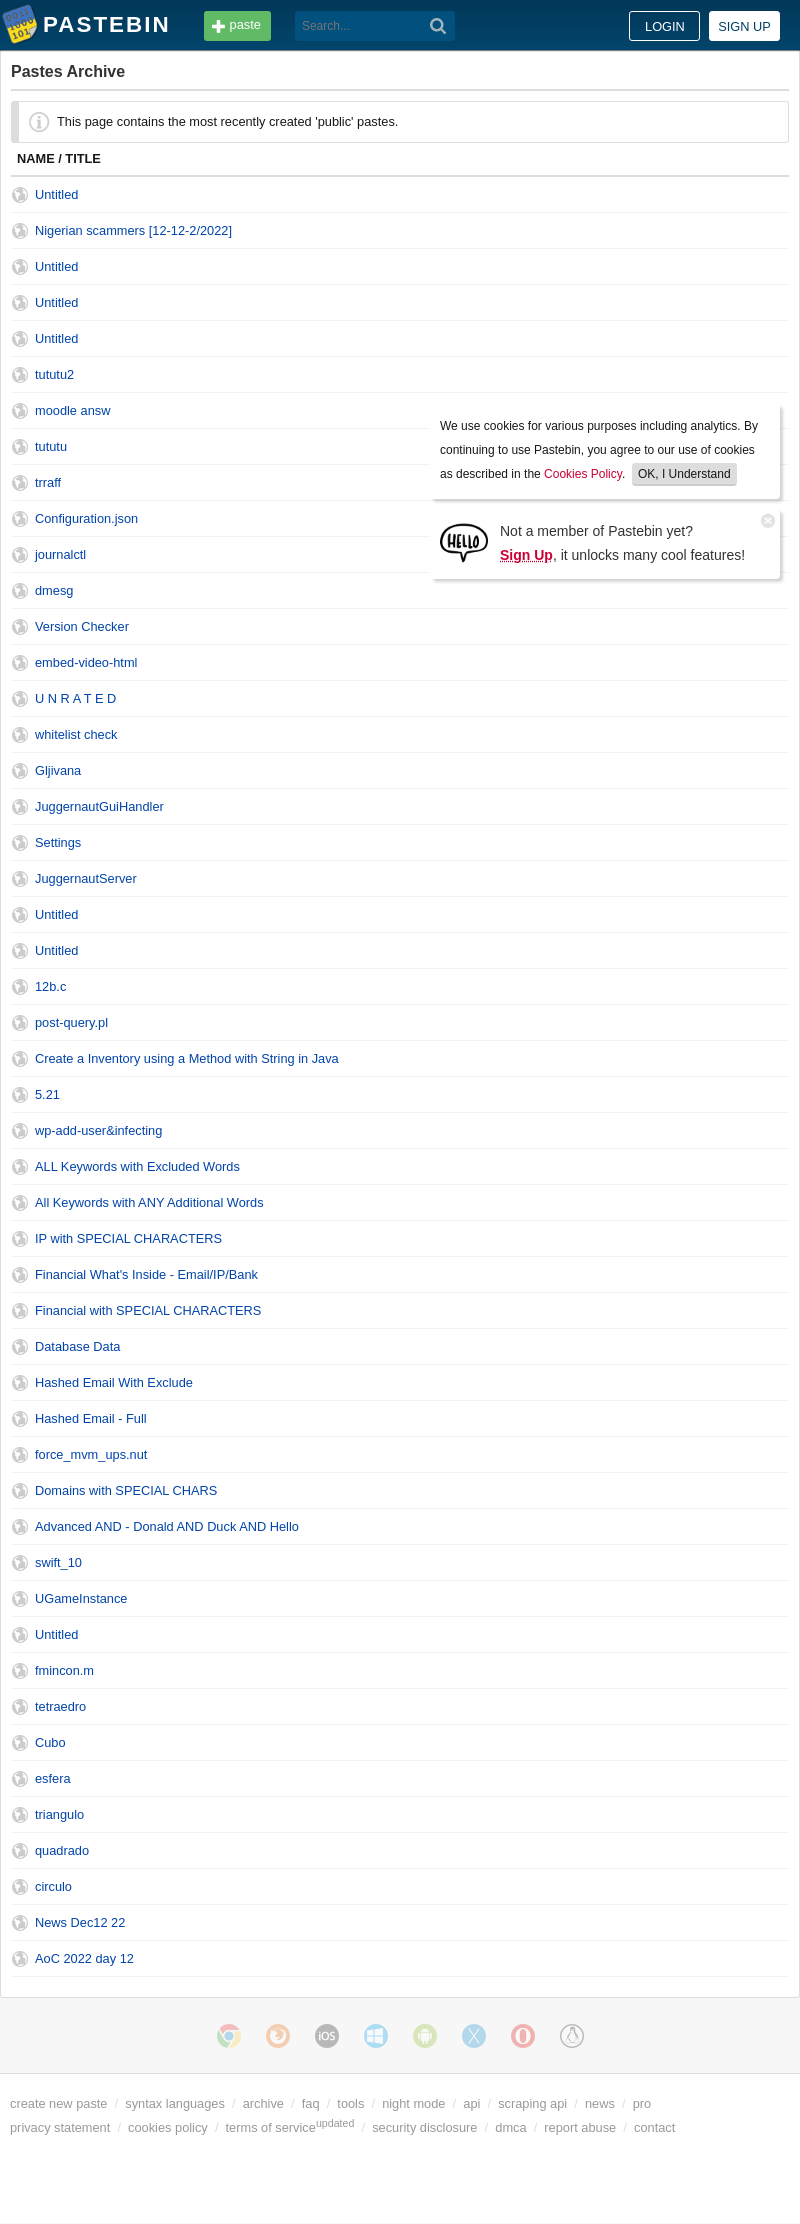 PASTEBIN
paste
Search...
LOGIN
SIGN UP
Pastes Archive
This page contains the most recently created 'public' pastes.
NAME / TITLE
Untitled
Nigerian scammers [12-12-2/2022]
Untitled
Untitled
Untitled
tututu2
moodle answ
tututu
trraff
Configuration.json
journalctl
dmesg
Version Checker
embed-video-html
U N R A T E D
whitelist check
Gljivana
JuggernautGuiHandler
Settings
JuggernautServer
Untitled
Untitled
12b.c
post-query.pl
Create a Inventory using a Method with String in Java
5.21
wp-add-user&infecting
ALL Keywords with Excluded Words
All Keywords with ANY Additional Words
IP with SPECIAL CHARACTERS
Financial What's Inside - Email/IP/Bank
Financial with SPECIAL CHARACTERS
Database Data
Hashed Email With Exclude
Hashed Email - Full
force_mvm_ups.nut
Domains with SPECIAL CHARS
Advanced AND - Donald AND Duck AND Hello
swift_10
UGameInstance
Untitled
fmincon.m
tetraedro
Cubo
esfera
triangulo
quadrado
circulo
News Dec12 22
AoC 2022 day 12
We use cookies for various purposes including analytics. By
continuing to use Pastebin, you agree to our use of cookies
as described in the Cookies Policy. OK, I Understand
HELLO
Not a member of Pastebin yet?
Sign Up, it unlocks many cool features!
iOS
create new paste / syntax languages / archive / faq / tools / night mode / api / scraping api / news / pro
privacy statement / cookies policy / terms of service updated / security disclosure / dmca / report abuse / contact